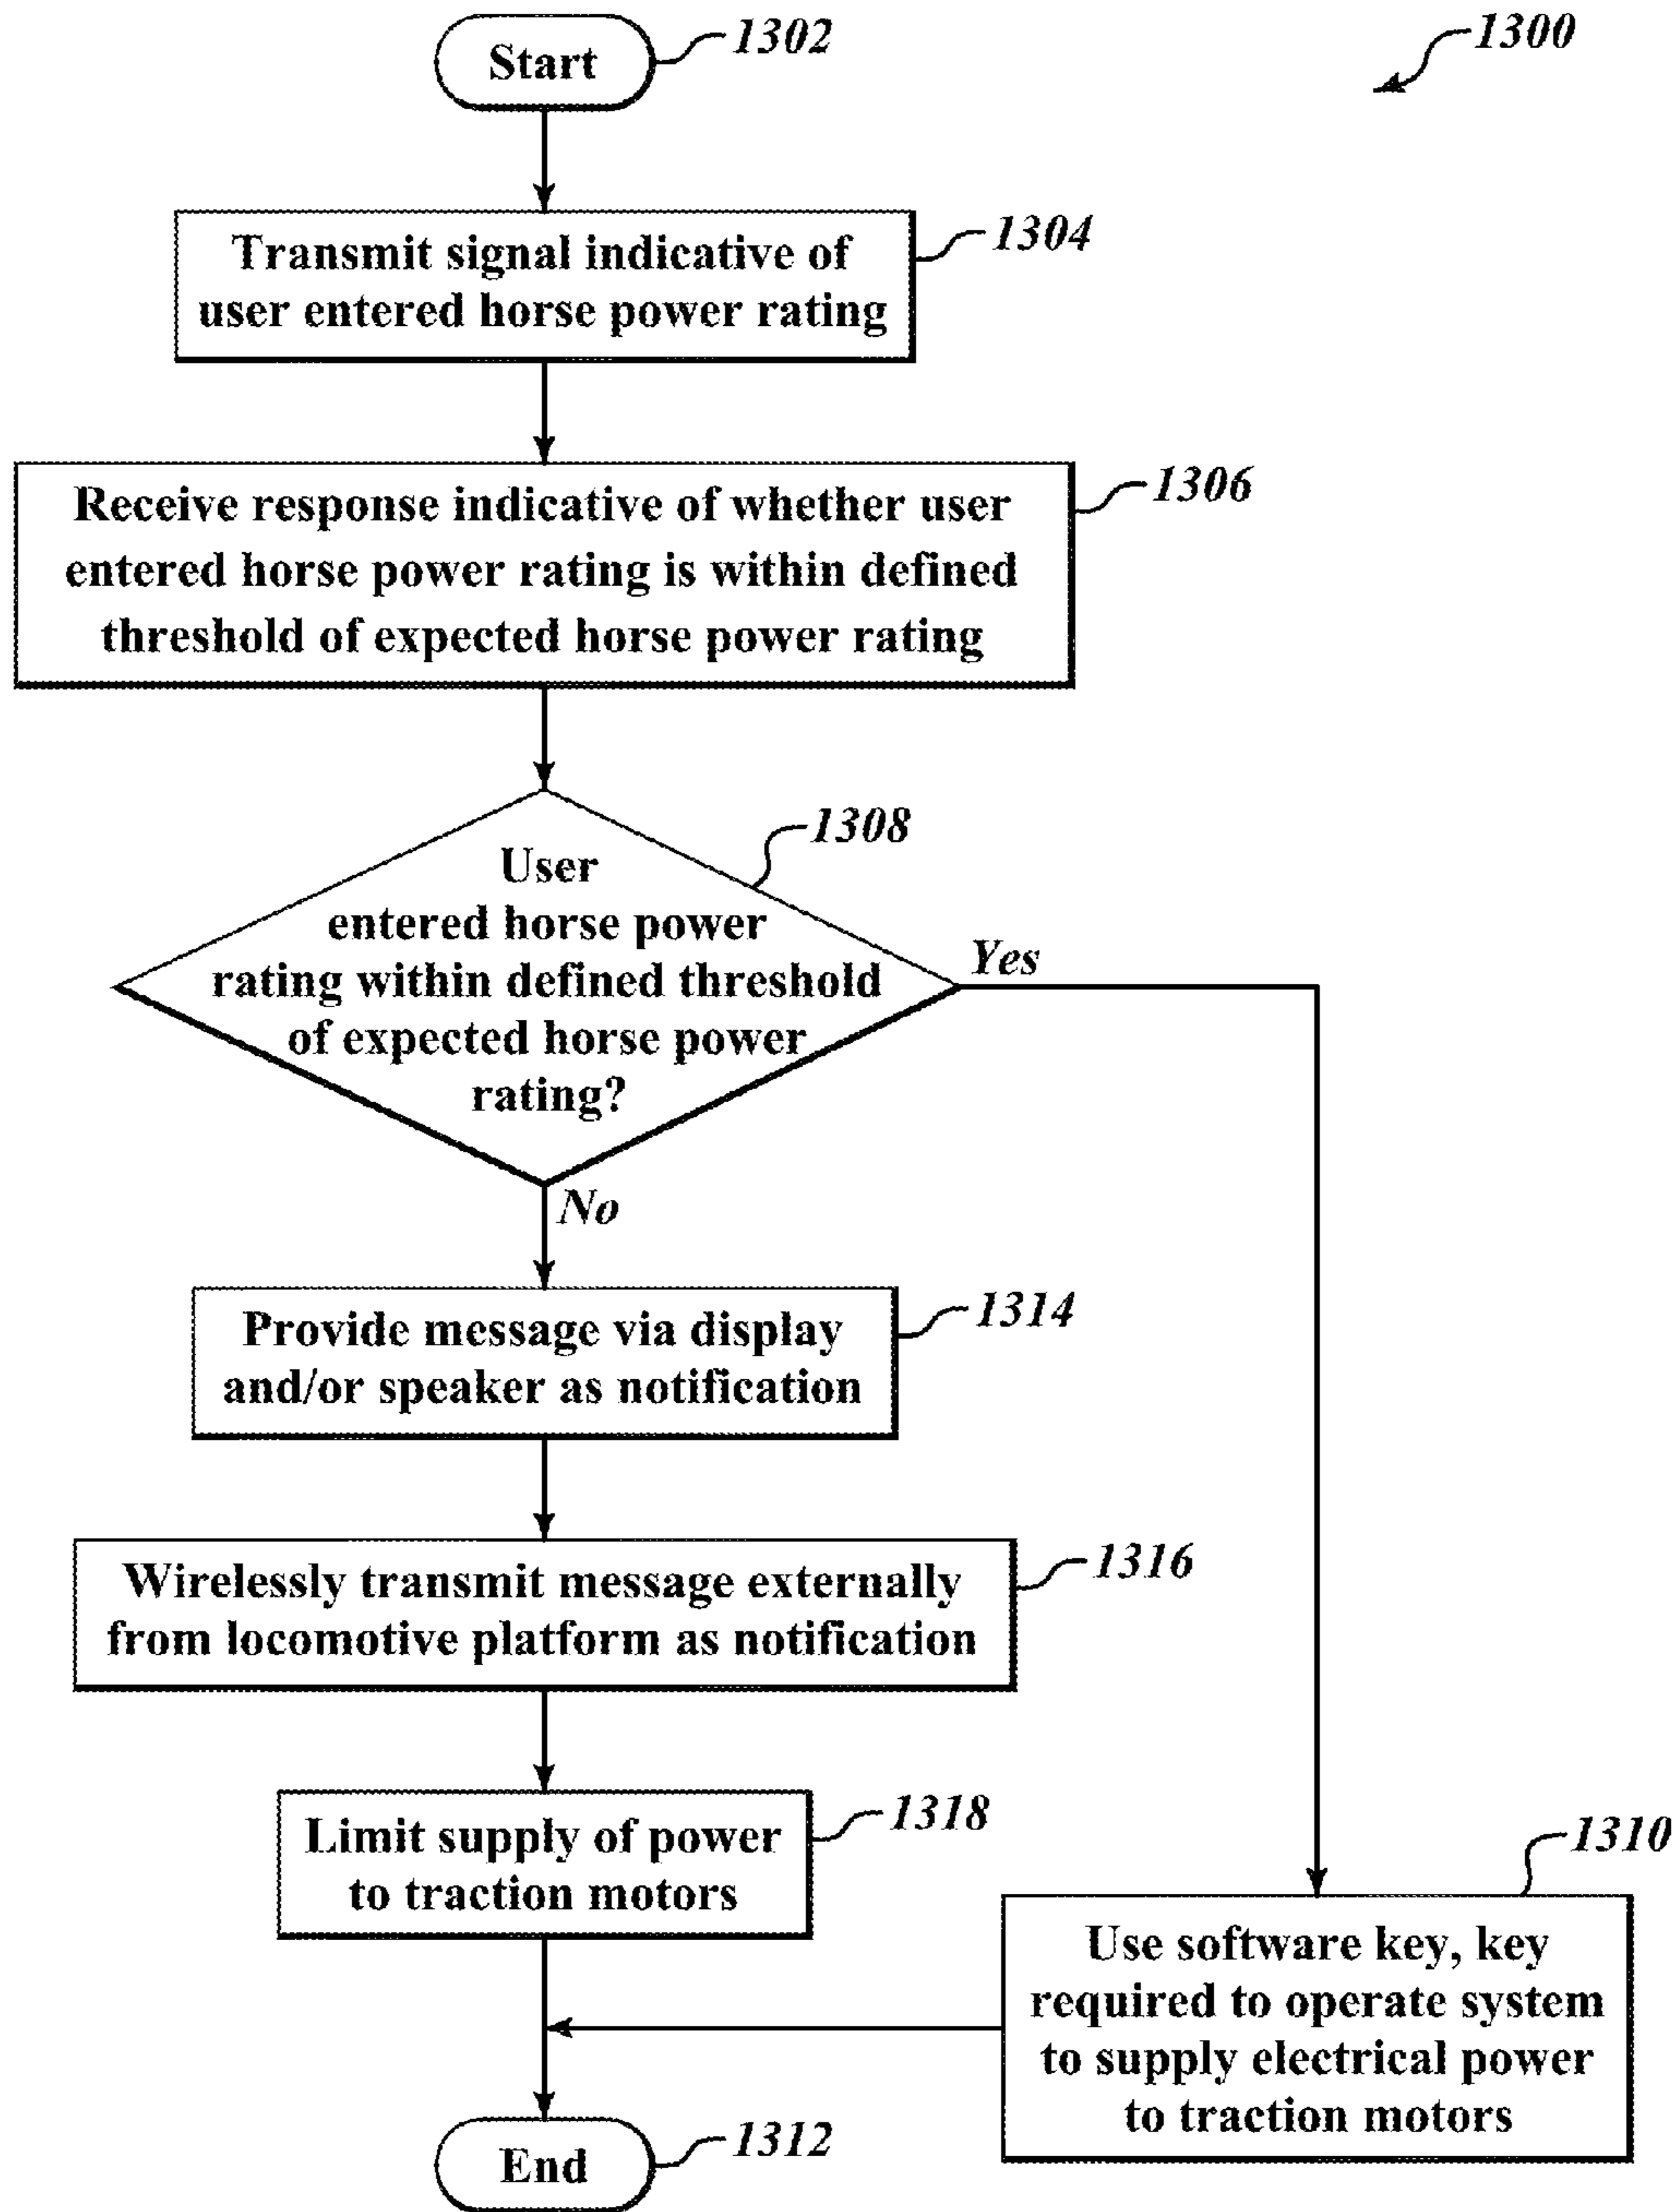 1300
Start
1302
Transmit signal indicative of
user entered horse power rating
1304
Receive response indicative of whether user
entered horse power rating is within defined
threshold of expected horse power rating
1306
User
entered horse power
rating within defined threshold
of expected horse power
rating?
1308
Yes
No
Provide message via display
and/or speaker as notification
1314
Wirelessly transmit message externally
from locomotive platform as notification
1316
Limit supply of power
to traction motors
1318
1310
Use software key, key
required to operate system
to supply electrical power
to traction motors
End
1312